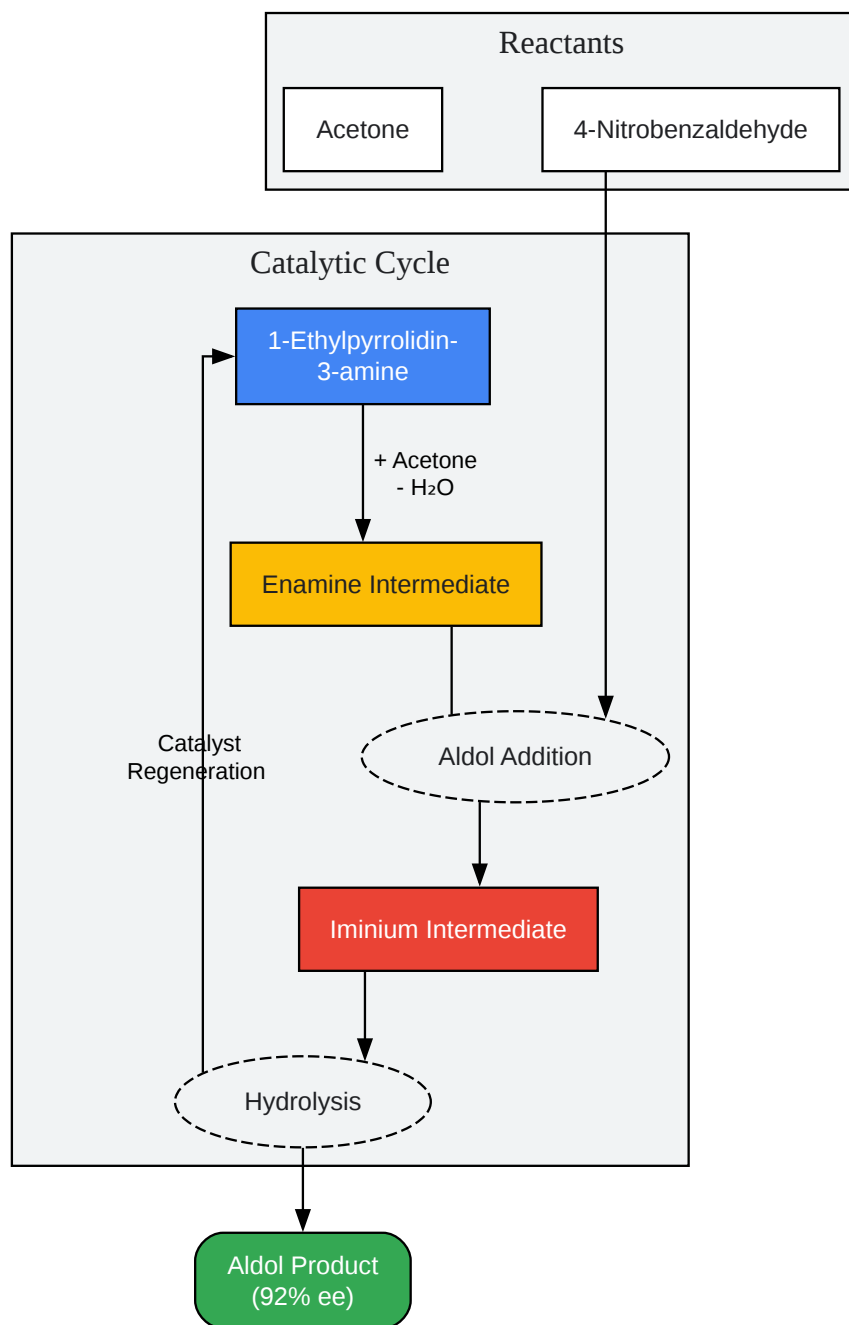 Reactants
Acetone
4-Nitrobenzaldehyde
Catalytic Cycle
1-Ethylpyrrolidin-
3-amine
+ Acetone
- H₂O
Enamine Intermediate
Catalyst
Regeneration
Aldol Addition
Iminium Intermediate
Hydrolysis
Aldol Product
(92% ee)